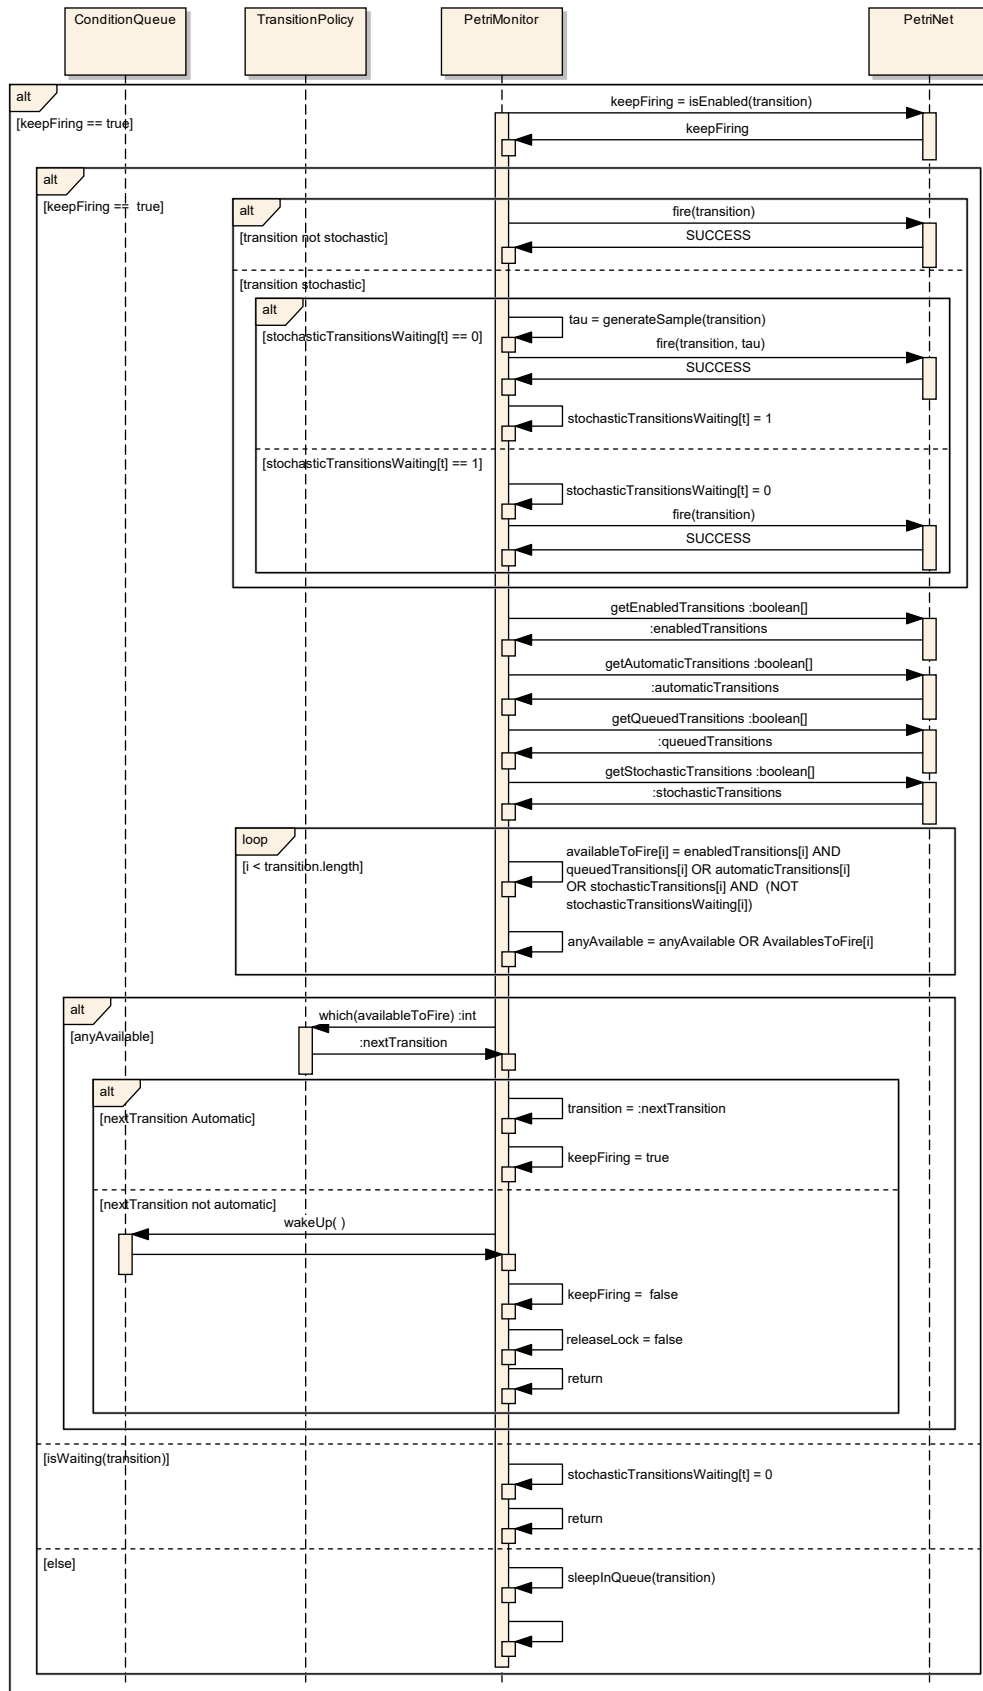 ConditionQueue
TransitionPolicy
PetriMonitor
PetriNet
alt
[keepFiring == true]
keepFiring = isEnabled(transition)
keepFiring
alt
[keepFiring == true]
alt
[transition not stochastic]
fire(transition)
SUCCESS
[transition stochastic]
alt
[stochasticTransitionsWaiting[t] == 0]
tau = generateSample(transition)
fire(transition, tau)
SUCCESS
stochasticTransitionsWaiting[t] = 1
[stochasticTransitionsWaiting[t] == 1]
stochasticTransitionsWaiting[t] = 0
fire(transition)
SUCCESS
getEnabledTransitions :boolean[]
:enabledTransitions
getAutomaticTransitions :boolean[]
:automaticTransitions
getQueuedTransitions :boolean[]
:queuedTransitions
getStochasticTransitions :boolean[]
:stochasticTransitions
loop
[i < transition.length]
availableToFire[i] = enabledTransitions[i] AND
queuedTransitions[i] OR automaticTransitions[i]
OR stochasticTransitions[i] AND (NOT
stochasticTransitionsWaiting[i])
anyAvailable = anyAvailable OR AvailablesToFire[i]
alt
[anyAvailable]
which(availableToFire) :int
:nextTransition
alt
[nextTransition Automatic]
transition = :nextTransition
keepFiring = true
[nextTransition not automatic]
wakeUp( )
keepFiring = false
releaseLock = false
return
[isWaiting(transition)]
stochasticTransitionsWaiting[t] = 0
return
[else]
sleepInQueue(transition)